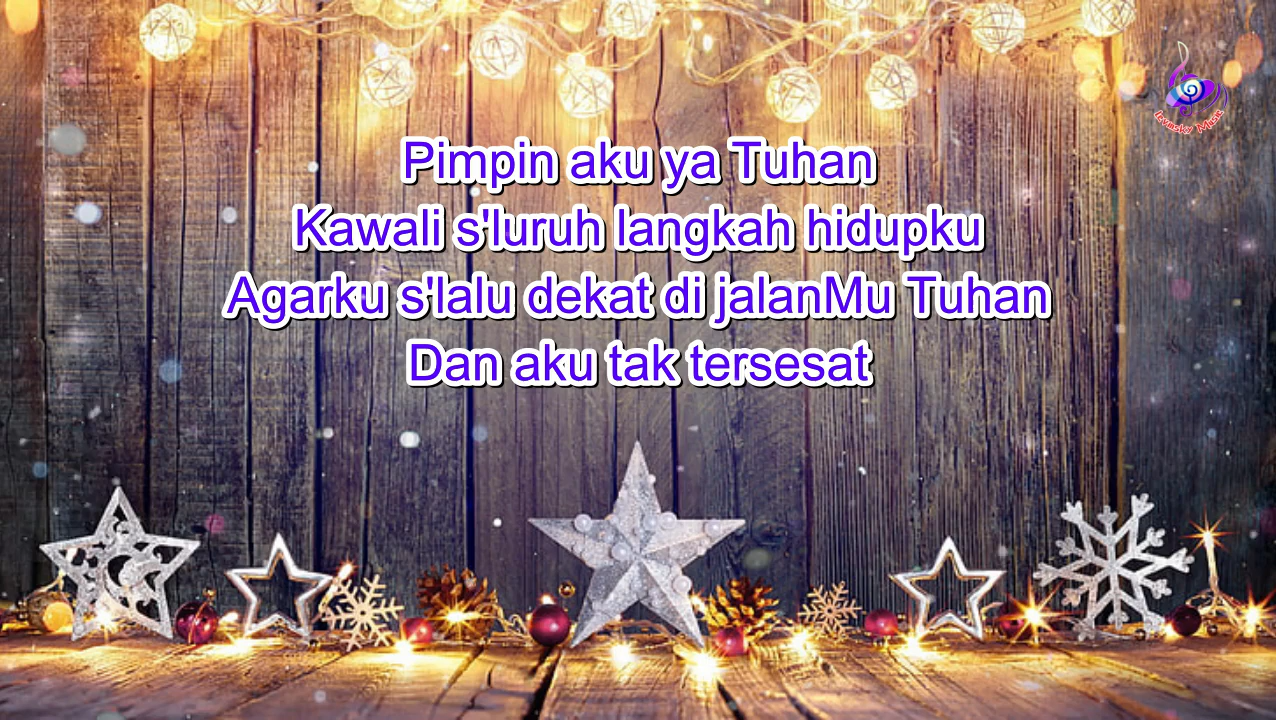 Pimpin aku ya Tuhan
Kawali s'luruh langkah hidupku
Agarku s'lalu dekat di jalanMu Tuhan
Dan aku tak tersesat